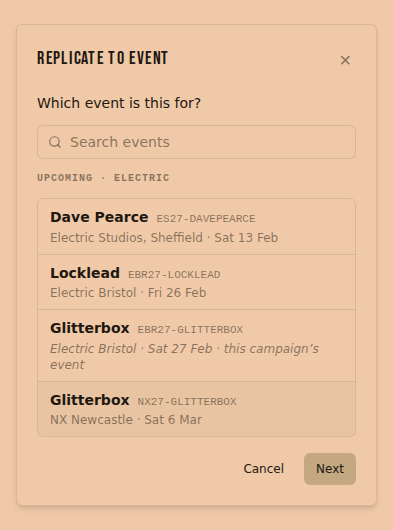 REPLICATE TO EVENT
×
Which event is this for?
Search events
UPCOMING · ELECTRIC
Dave Pearce ES27-DAVEPEARCE
Electric Studios, Sheffield · Sat 13 Feb
Locklead EBR27-LOCKLEAD
Electric Bristol · Fri 26 Feb
Glitterbox EBR27-GLITTERBOX
Electric Bristol · Sat 27 Feb · this campaign’s
event
Glitterbox NX27-GLITTERBOX
NX Newcastle · Sat 6 Mar
Cancel Next